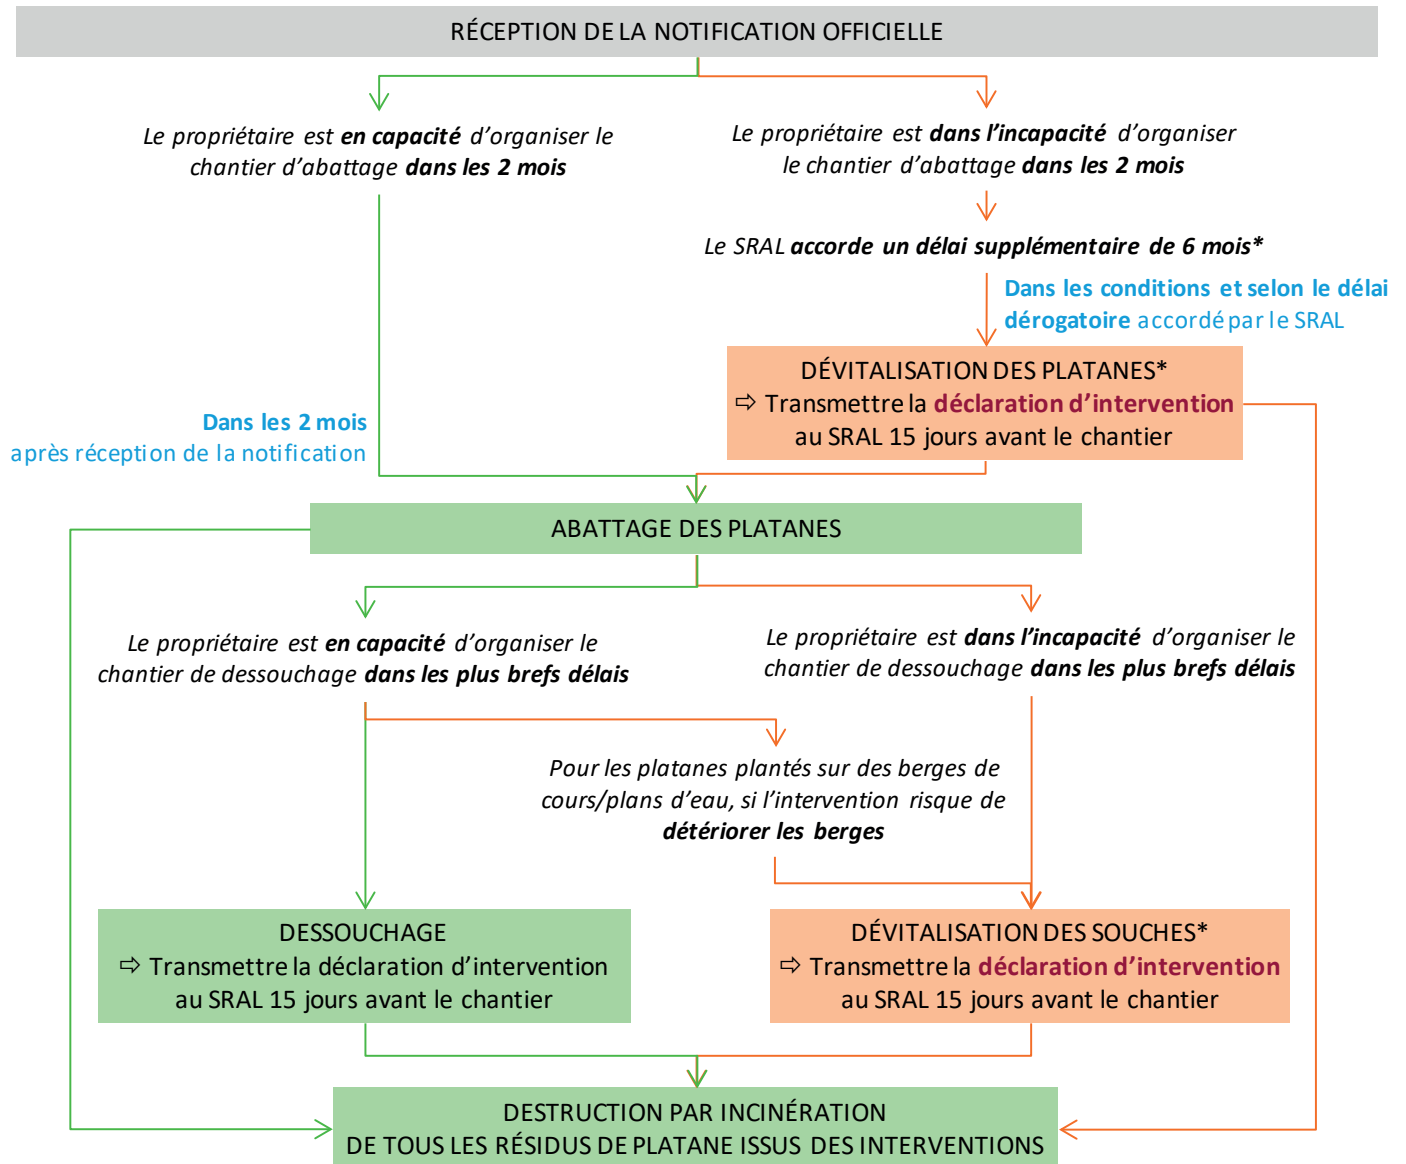 RÉCEPTION DE LA NOTIFICATION OFFICIELLE
Le propriétaire est en capacité d’organiser le
chantier d’abattage dans les 2 mois
Le propriétaire est dans l’incapacité d’organiser
le chantier d’abattage dans les 2 mois
Le SRAL accorde un délai supplémentaire de 6 mois*
Dans les conditions et selon le délai
dérogatoire accordé par le SRAL
DÉVITALISATION DES PLATANES*
⇨ Transmettre la déclaration d’intervention
au SRAL 15 jours avant le chantier
Dans les 2 mois
après réception de la notification
ABATTAGE DES PLATANES
Le propriétaire est en capacité d’organiser le
chantier de dessouchage dans les plus brefs délais
Le propriétaire est dans l’incapacité d’organiser le
chantier de dessouchage dans les plus brefs délais
Pour les platanes plantés sur des berges de
cours/plans d’eau, si l’intervention risque de
détériorer les berges
DESSOUCHAGE
⇨ Transmettre la déclaration d’intervention
au SRAL 15 jours avant le chantier
DÉVITALISATION DES SOUCHES*
⇨ Transmettre la déclaration d’intervention
au SRAL 15 jours avant le chantier
DESTRUCTION PAR INCINÉRATION
DE TOUS LES RÉSIDUS DE PLATANE ISSUS DES INTERVENTIONS